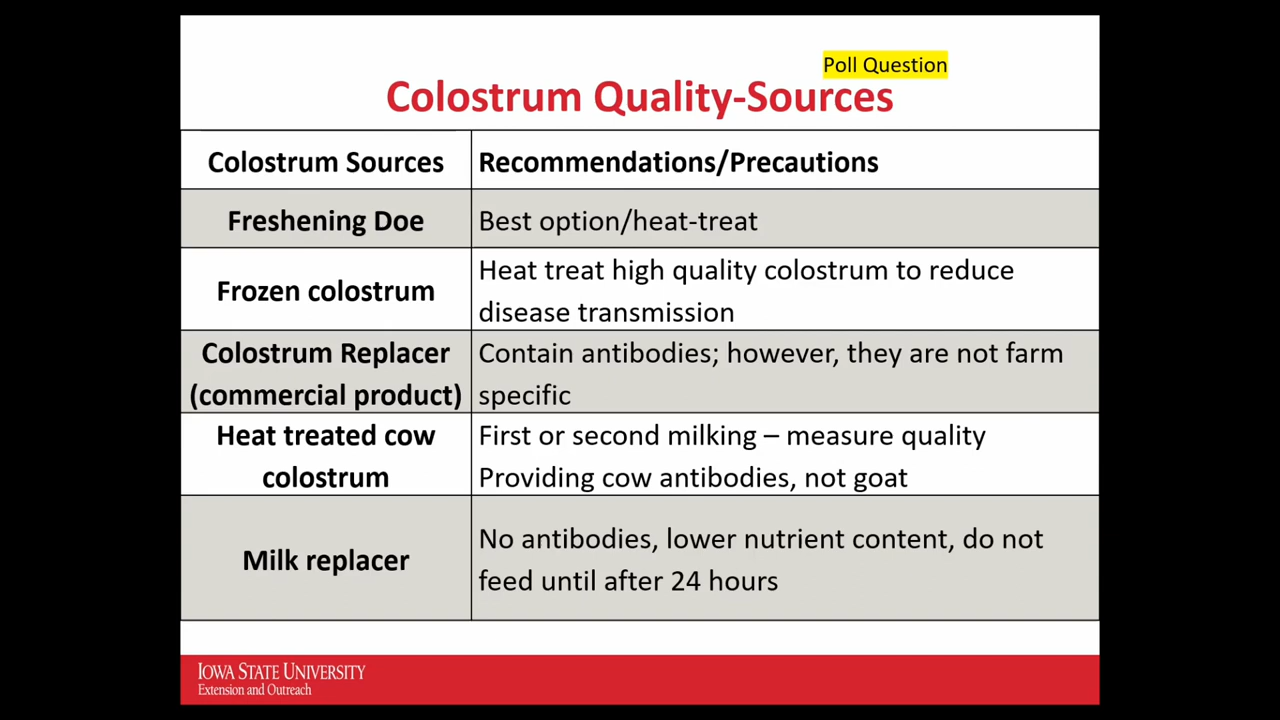 Poll Question
Colostrum Quality-Sources
Colostrum Sources
Recommendations/Precautions
Freshening Doe
Best option/heat-treat
Frozen colostrum
Heat treat high quality colostrum to reduce
disease transmission
Colostrum Replacer
(commercial product)
Contain antibodies; however, they are not farm
specific
Heat treated cow
colostrum
First or second milking – measure quality
Providing cow antibodies, not goat
Milk replacer
No antibodies, lower nutrient content, do not
feed until after 24 hours
Iowa State University
Extension and Outreach